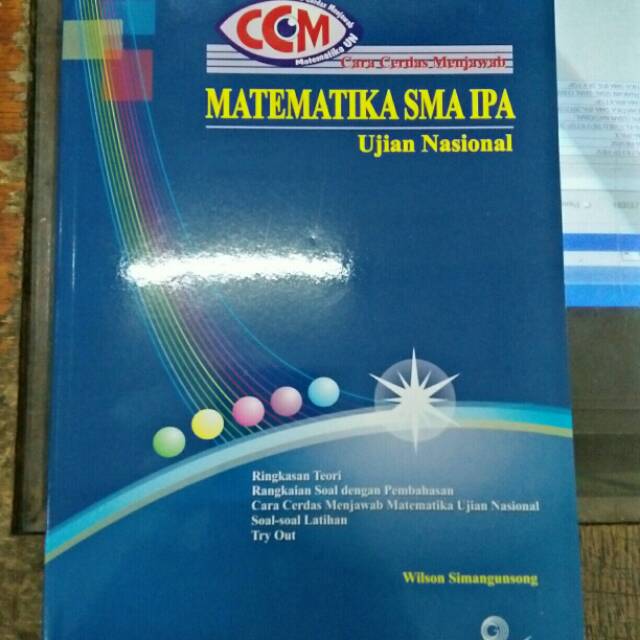 CCM
Matematika UN
Cara Cerdas Menjawab
MATEMATIKA SMA IPA
Ujian Nasional
Ringkasan Teori
Rangkaian Soal dengan Pembahasan
Cara Cerdas Menjawab Matematika Ujian Nasional
Soal-soal Latihan
Try Out
Wilson Simangunsong